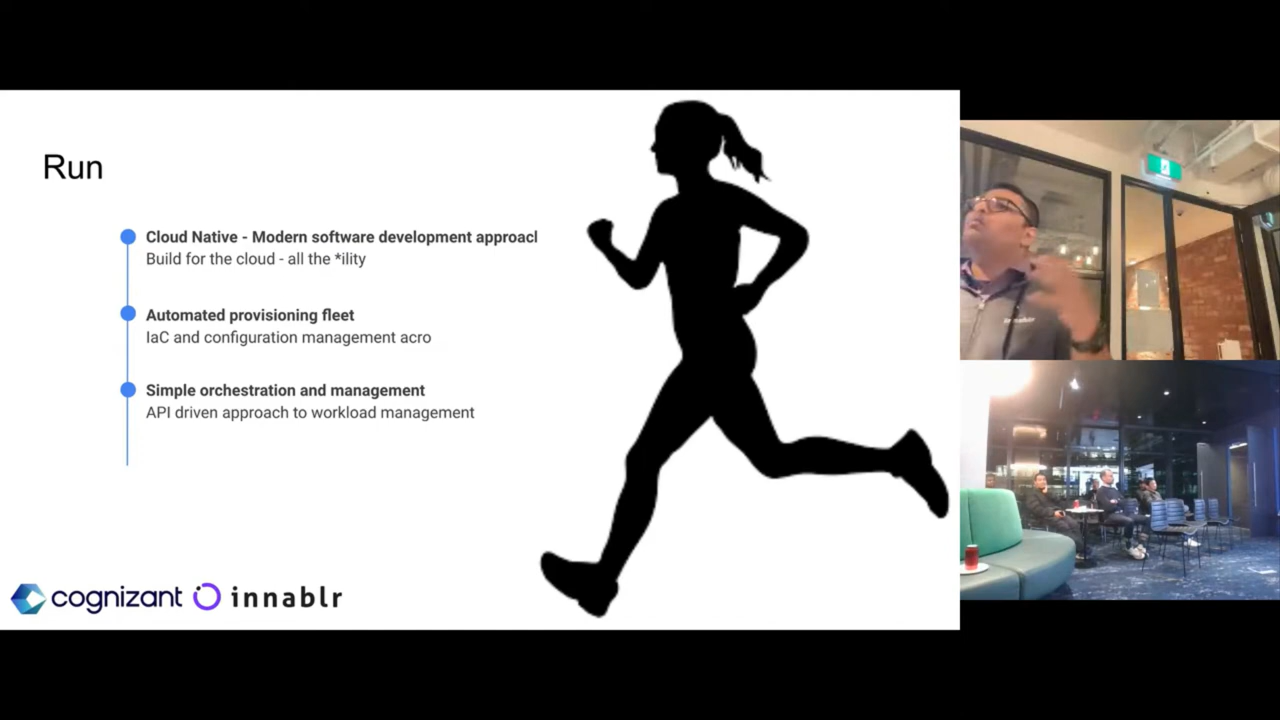 Run
Cloud Native - Modern software development approacl
Build for the cloud - all the *ility
Automated provisioning fleet
IaC and configuration management acro
Simple orchestration and management
API driven approach to workload management
cognizant innablr